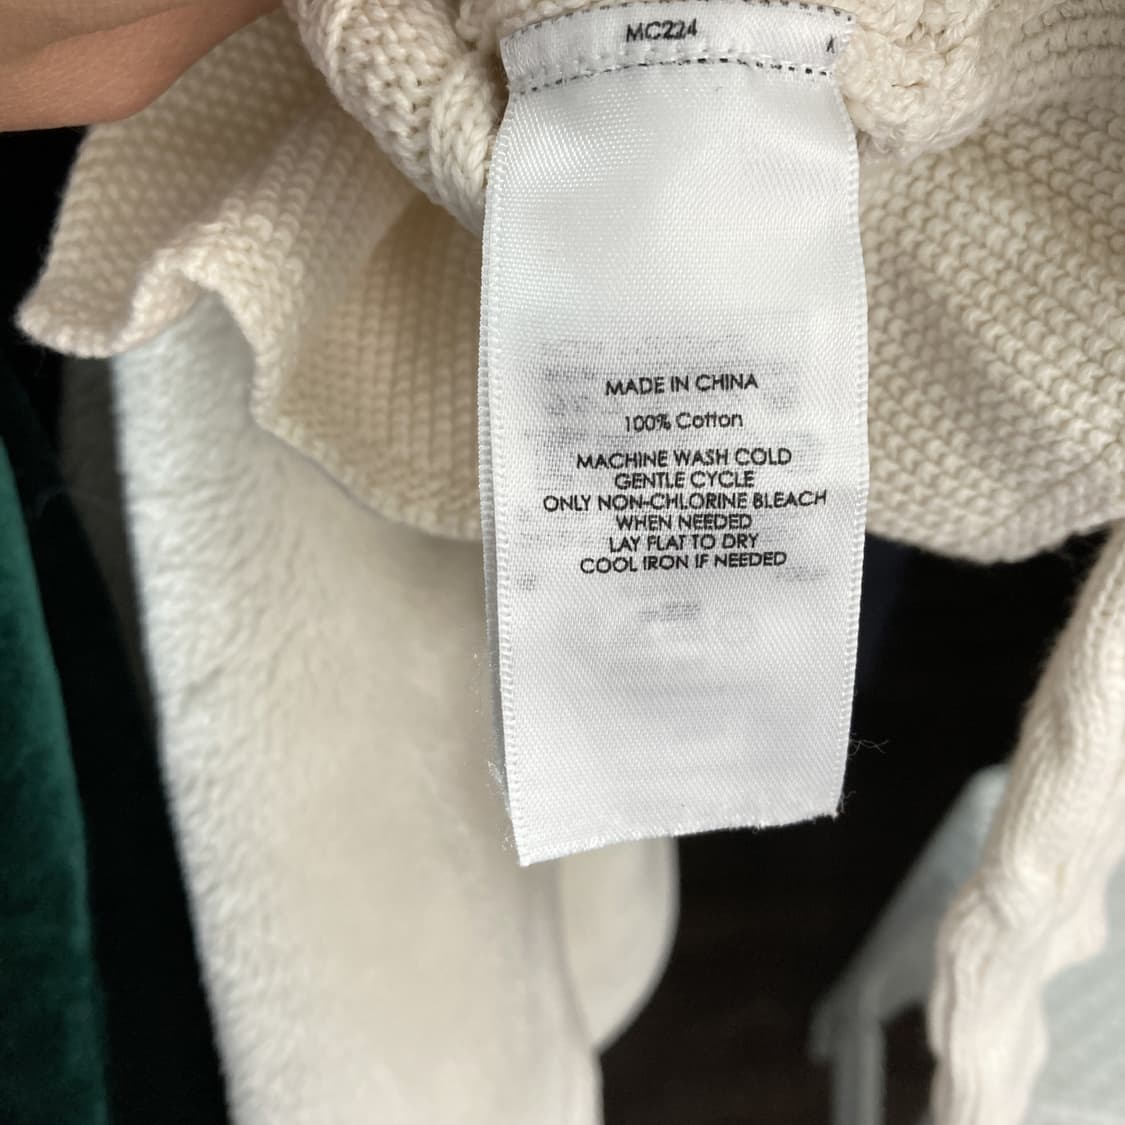 MC224
MADE IN CHINA
100% Cotton
MACHINE WASH COLD
GENTLE CYCLE
ONLY NON-CHLORINE BLEACH
WHEN NEEDED
LAY FLAT TO DRY
COOL IRON IF NEEDED